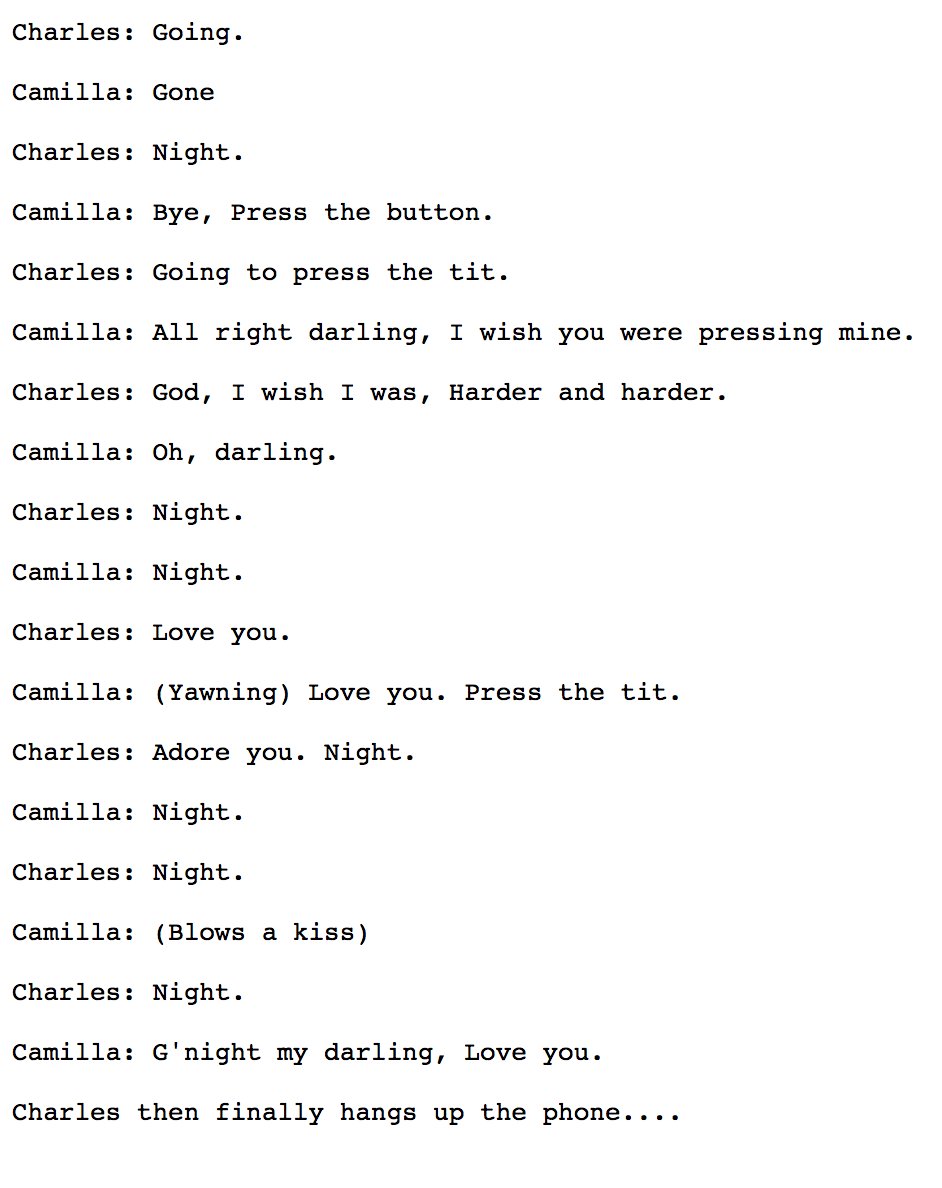 Charles: Going.
Camilla: Gone
Charles: Night.
Camilla: Bye, Press the button.
Charles: Going to press the tit.
Camilla: All right darling, I wish you were pressing mine.
Charles: God, I wish I was, Harder and harder.
Camilla: Oh, darling.
Charles: Night.
Camilla: Night.
Charles: Love you.
Camilla: (Yawning) Love you. Press the tit.
Charles: Adore you. Night.
Camilla: Night.
Charles: Night.
Camilla: (Blows a kiss)
Charles: Night.
Camilla: G'night my darling, Love you.
Charles then finally hangs up the phone....